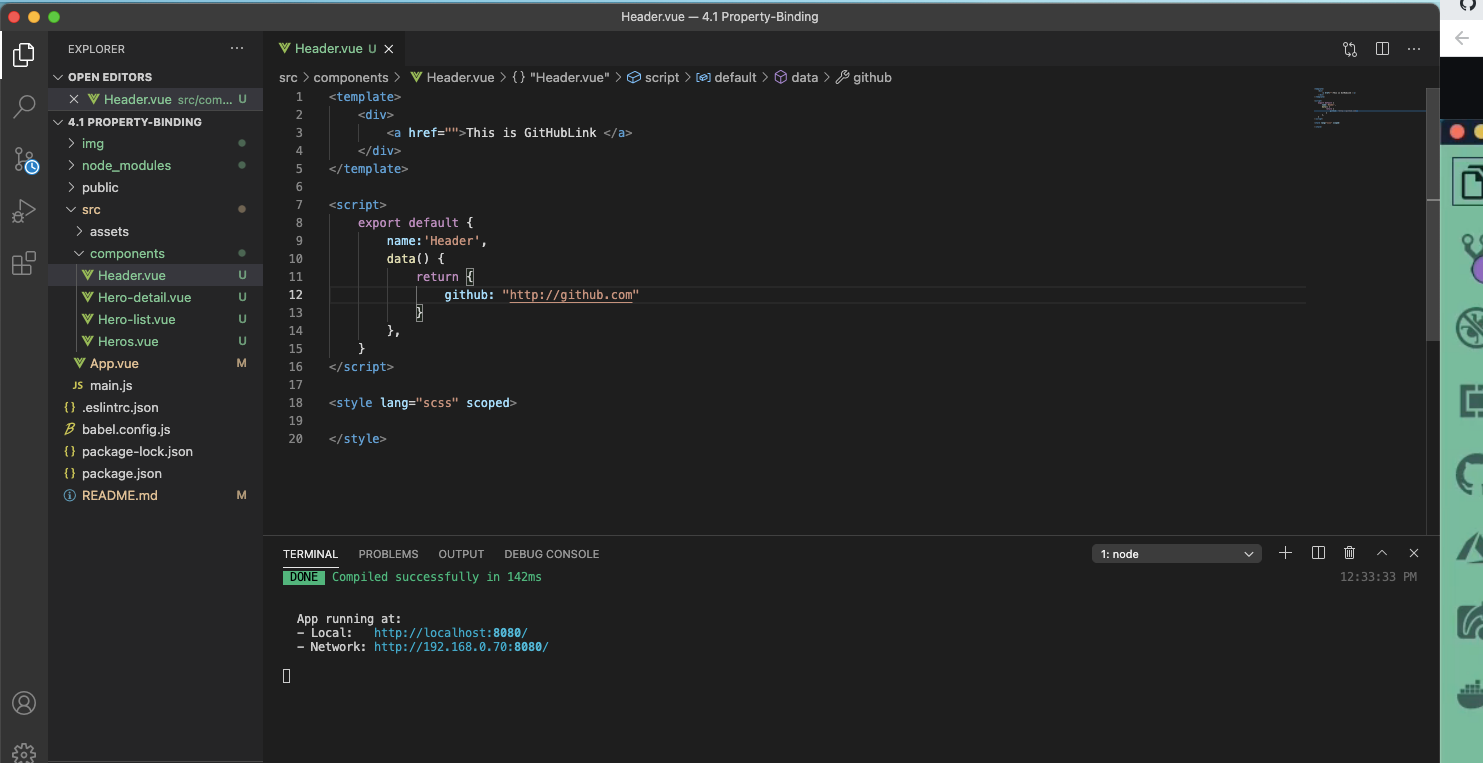 Header.vue — 4.1 Property-Binding
EXPLORER
OPEN EDITORS
Header.vue src/com... U
4.1 PROPERTY-BINDING
img
node_modules
public
src
assets
components
Header.vue U
Hero-detail.vue U
Hero-list.vue U
Heros.vue U
App.vue M
JS main.js
{} .eslintrc.json
babel.config.js
{} package-lock.json
{} package.json
README.md M
Header.vue U
src > components > Header.vue > {} "Header.vue" > script > default > data > github
1 <template>
2 <div>
3 <a href="">This is GitHubLink </a>
4 </div>
5 </template>
6
7 <script>
8 export default {
9 name:'Header',
10 data() {
11 return {
12 github: "http://github.com"
13 }
14 },
15 }
16 </script>
17
18 <style lang="scss" scoped>
19
20 </style>
TERMINAL PROBLEMS OUTPUT DEBUG CONSOLE 1: node
DONE Compiled successfully in 142ms 12:33:33 PM
App running at:
- Local: http://localhost:8080/
- Network: http://192.168.0.70:8080/